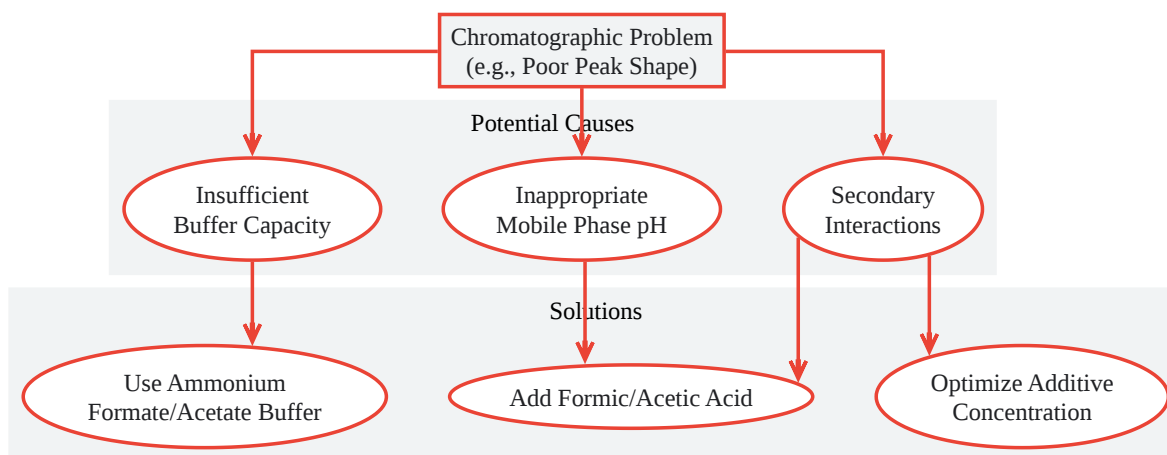 Chromatographic Problem
(e.g., Poor Peak Shape)
Potential Causes
Insufficient
Buffer Capacity
Inappropriate
Mobile Phase pH
Secondary
Interactions
Solutions
Use Ammonium
Formate/Acetate Buffer
Add Formic/Acetic Acid
Optimize Additive
Concentration